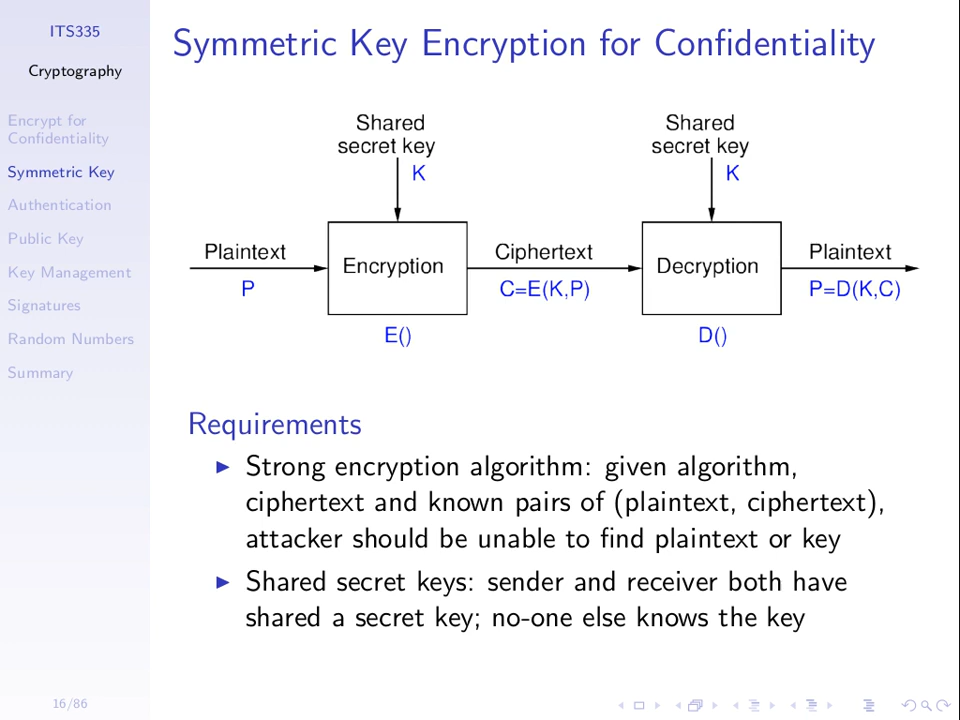 ITS335
Cryptography
Encrypt for
Confidentiality
Symmetric Key
Authentication
Public Key
Key Management
Signatures
Random Numbers
Summary
16/86
Symmetric Key Encryption for Confidentiality
Shared
secret key
K
Shared
secret key
K
Plaintext
P
Encryption
E()
Ciphertext
C=E(K,P)
Decryption
D()
Plaintext
P=D(K,C)
Requirements
Strong encryption algorithm: given algorithm,
ciphertext and known pairs of (plaintext, ciphertext),
attacker should be unable to find plaintext or key
Shared secret keys: sender and receiver both have
shared a secret key; no-one else knows the key